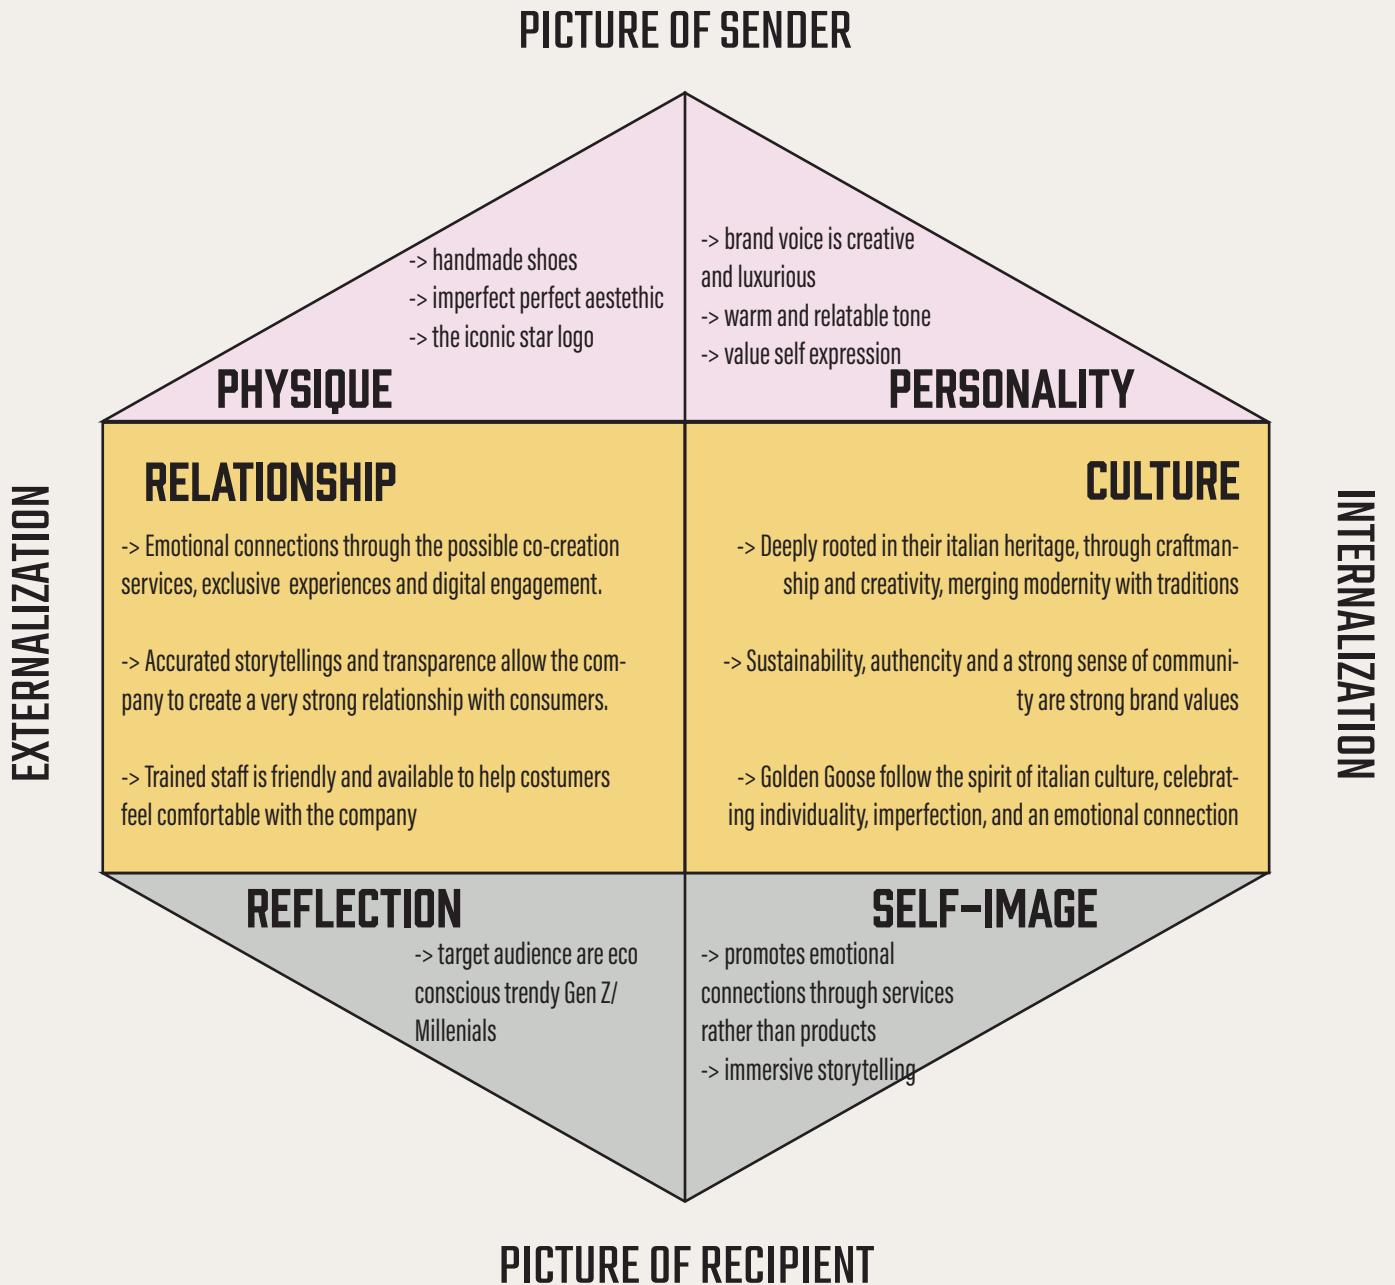 PICTURE OF SENDER
-> handmade shoes
-> imperfect perfect aestethic
-> the iconic star logo
PHYSIQUE
-> brand voice is creative
and luxurious
-> warm and relatable tone
-> value self expression
PERSONALITY
EXTERNALIZATION
RELATIONSHIP
-> Emotional connections through the possible co-creation
services, exclusive  experiences and digital engagement.
-> Accurated storytellings and transparence allow the com-
pany to create a very strong relationship with consumers.
-> Trained staff is friendly and available to help costumers
feel comfortable with the company
CULTURE
-> Deeply rooted in their italian heritage, through craftman-
ship and creativity, merging modernity with traditions
-> Sustainability, authencity and a strong sense of communi-
ty are strong brand values
-> Golden Goose follow the spirit of italian culture, celebrat-
ing individuality, imperfection, and an emotional connection
INTERNALIZATION
REFLECTION
-> target audience are eco
conscious trendy Gen Z/
Millenials
SELF-IMAGE
-> promotes emotional
connections through services
rather than products
-> immersive storytelling
PICTURE OF RECIPIENT